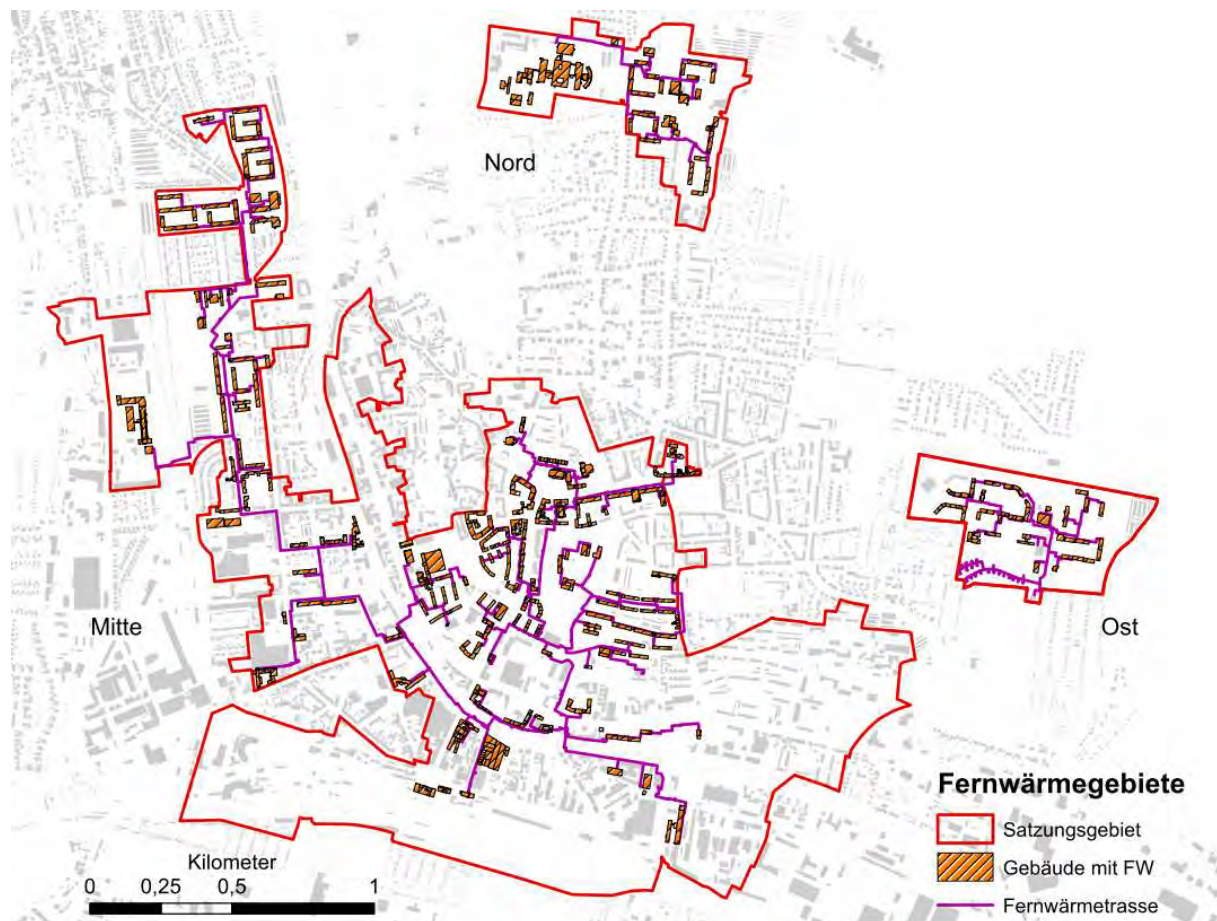 Nord
Mitte
Ost
Fernwärmegebiete
Satzungsgebiet
Gebäude mit FW
Fernwärmetrasse
Kilometer
0 0,25 0,5 1